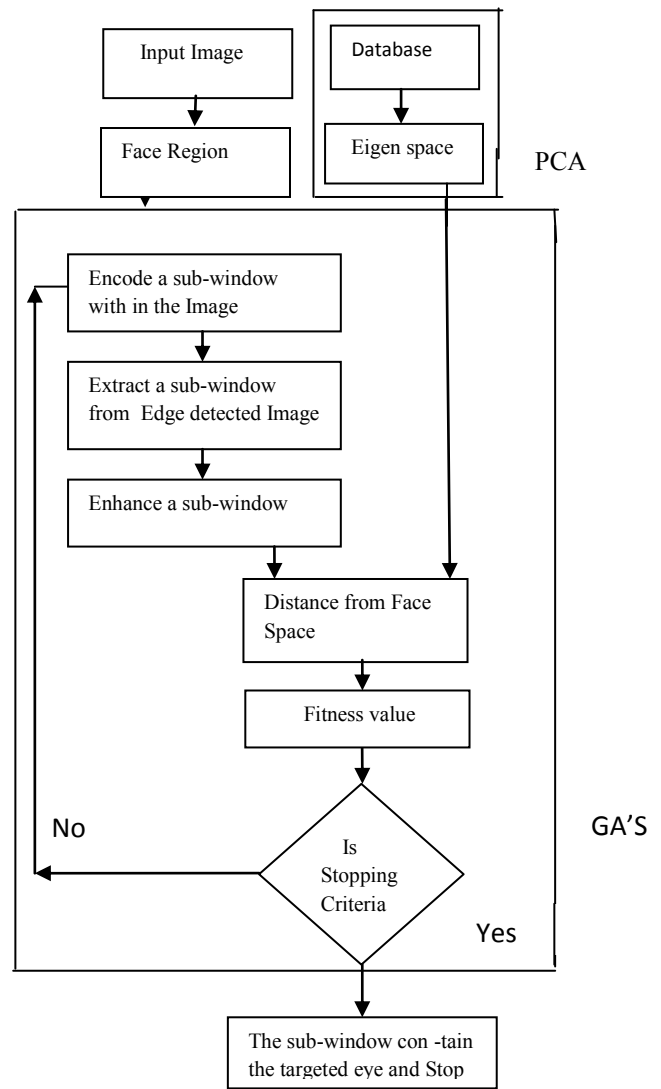 Input Image
Database
Face Region
Eigen space
PCA
Encode a sub-window
with in the Image
Extract a sub-window
from Edge detected Image
Enhance a sub-window
Distance from Face
Space
Fitness value
No
Is
Stopping
Criteria
GA'S
Yes
The sub-window con -tain
the targeted eye and Stop